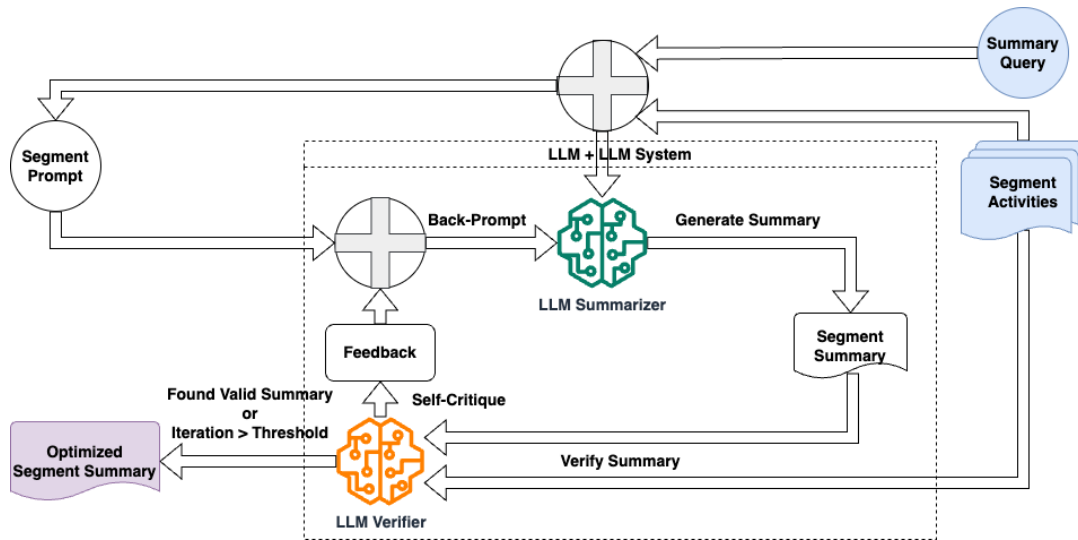 Summary
Query
Segment
Prompt
LLM + LLM System
Segment
Activities
Back-Prompt
Generate Summary
LLM Summarizer
Segment
Summary
Feedback
Found Valid Summary
or
Iteration > Threshold
Self-Critique
Optimized
Segment Summary
Verify Summary
LLM Verifier